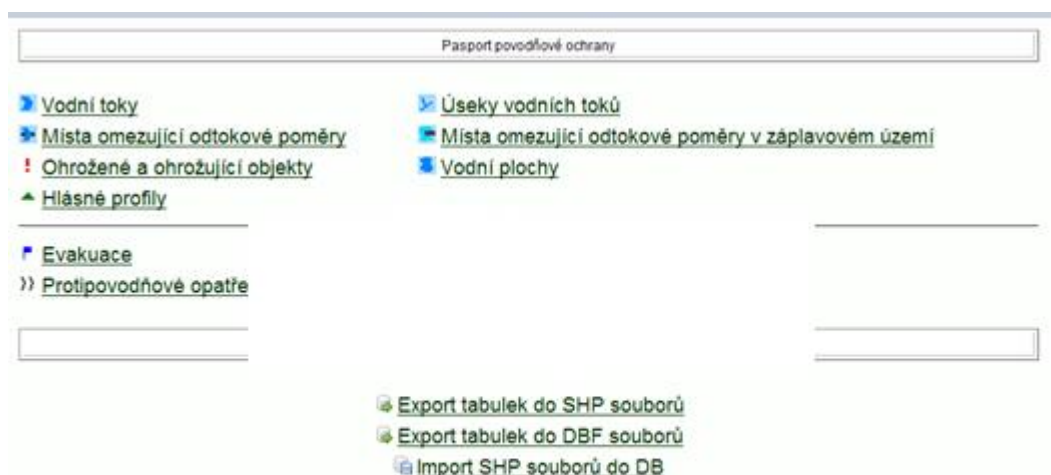 Pasport povodňové ochrany
Vodní toky
Úseky vodních toků
Místa omezující odtokové poměry
Místa omezující odtokové poměry v záplavovém území
Ohrožené a ohrožující objekty
Vodní plochy
Hlásné profily
Evakuace
Protipovodňové opatře
Export tabulek do SHP souborů
Export tabulek do DBF souborů
Import SHP souborů do DB